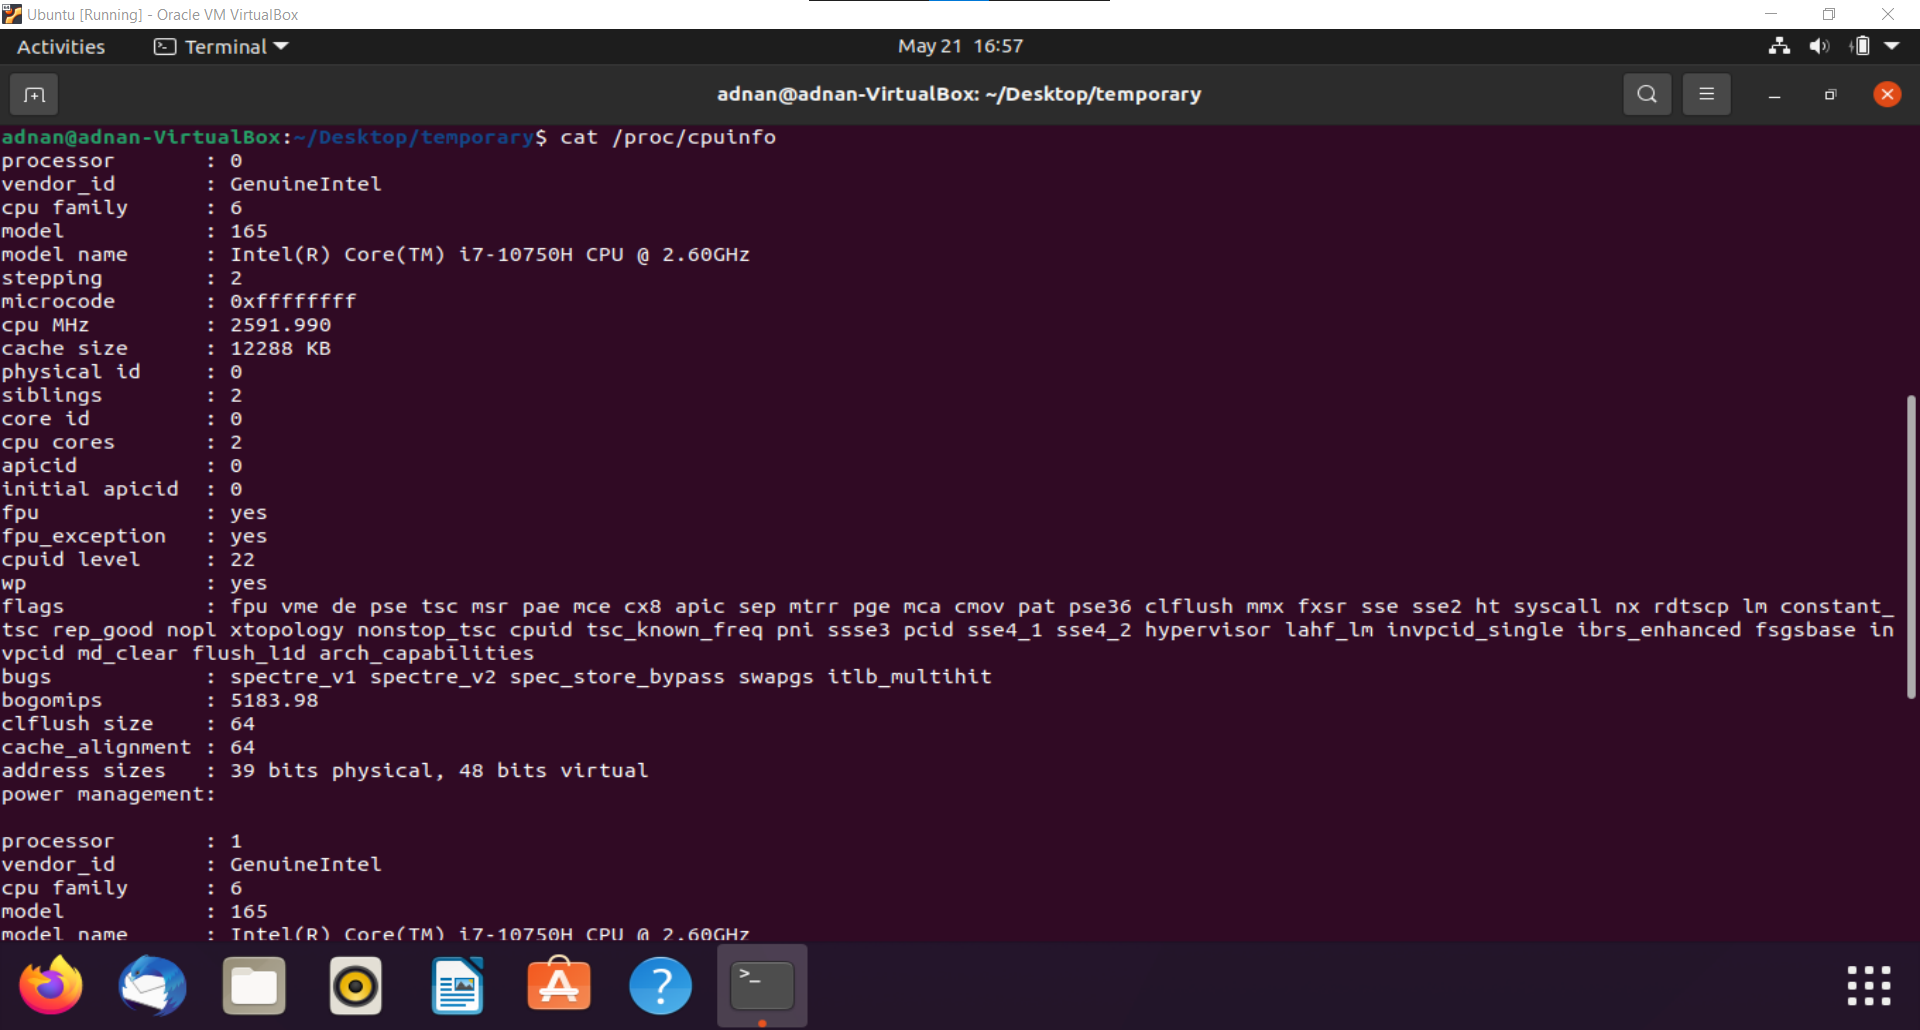 Ubuntu [Running] - Oracle VM VirtualBox
Activities Terminal May 21 16:57
adnan@adnan-VirtualBox: ~/Desktop/temporary
adnan@adnan-VirtualBox:~/Desktop/temporary$ cat /proc/cpuinfo
processor : 0
vendor_id : GenuineIntel
cpu family : 6
model : 165
model name : Intel(R) Core(TM) i7-10750H CPU @ 2.60GHz
stepping : 2
microcode : 0xffffffff
cpu MHz : 2591.990
cache size : 12288 KB
physical id : 0
siblings : 2
core id : 0
cpu cores : 2
apicid : 0
initial apicid : 0
fpu : yes
fpu_exception : yes
cpuid level : 22
wp : yes
flags : fpu vme de pse tsc msr pae mce cx8 apic sep mtrr pge mca cmov pat pse36 clflush mmx fxsr sse sse2 ht syscall nx rdtscp lm constant_
tsc rep_good nopl xtopology nonstop_tsc cpuid tsc_known_freq pni ssse3 pcid sse4_1 sse4_2 hypervisor lahf_lm invpcid_single ibrs_enhanced fsgsbase in
vpcid md_clear flush_l1d arch_capabilities
bugs : spectre_v1 spectre_v2 spec_store_bypass swapgs itlb_multihit
bogomips : 5183.98
clflush size : 64
cache_alignment : 64
address sizes : 39 bits physical, 48 bits virtual
power management:
processor : 1
vendor_id : GenuineIntel
cpu family : 6
model : 165
model name : Intel(R) Core(TM) i7-10750H CPU @ 2.60GHz